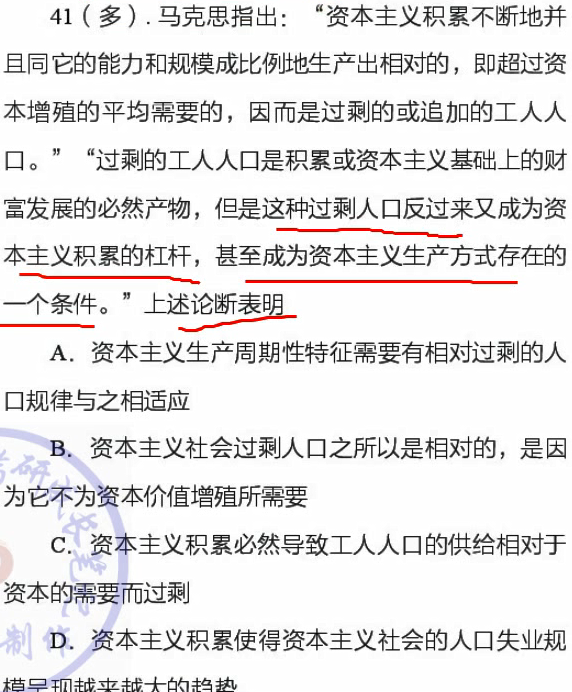 41（多）. 马克思指出：“资本主义积累不断地并
且同它的能力和规模成比例地生产出相对的，即超过资
本增殖的平均需要的，因而是过剩的或追加的工人人
口。”“过剩的工人人口是积累或资本主义基础上的财
富发展的必然产物，但是这种过剩人口反过来又成为资
本主义积累的杠杆，甚至成为资本主义生产方式存在的
一个条件。”上述论断表明
A. 资本主义生产周期性特征需要有相对过剩的人
口规律与之相适应
B. 资本主义社会过剩人口之所以是相对的，是因
为它不为资本价值增殖所需要
C. 资本主义积累必然导致工人人口的供给相对于
资本的需要而过剩
D. 资本主义积累使得资本主义社会的人口失业规
模呈现越来越大的趋势
制作